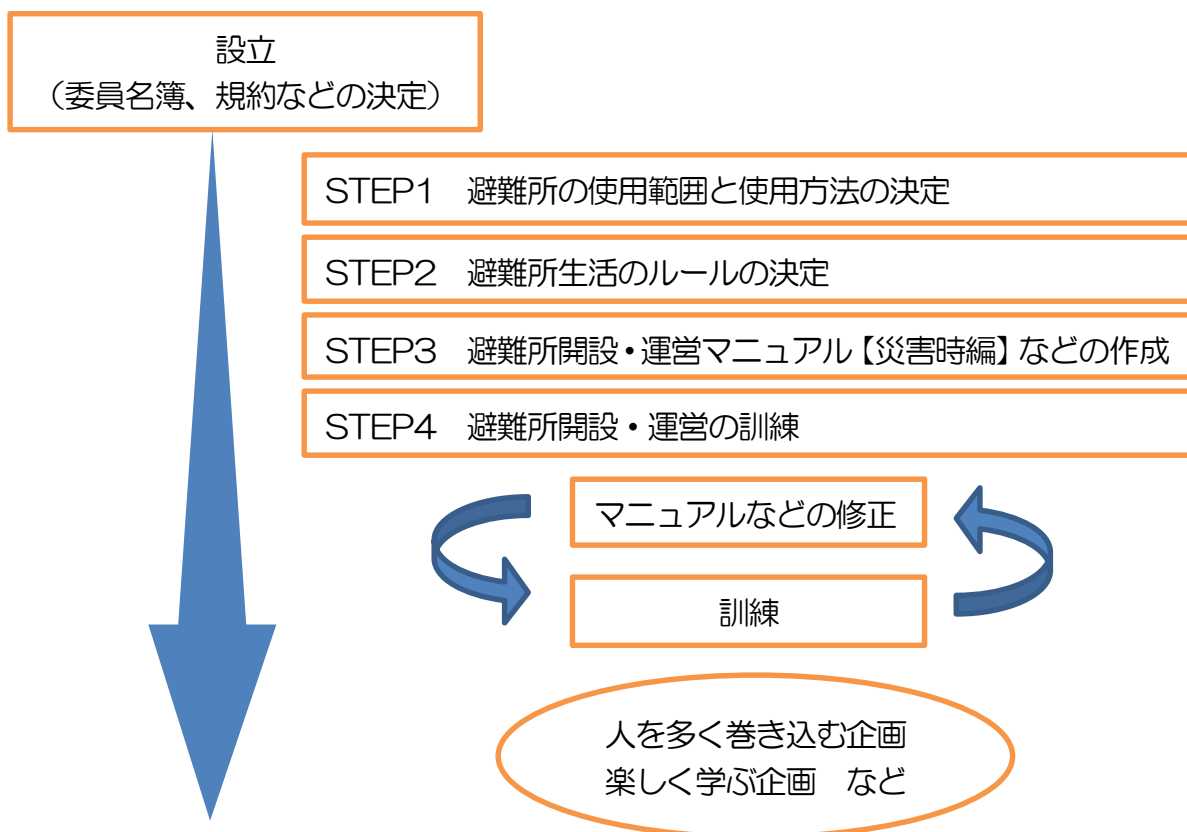 設立
（委員名簿、規約などの決定）
STEP1　避難所の使用範囲と使用方法の決定
STEP2　避難所生活のルールの決定
STEP3　避難所開設・運営マニュアル【災害時編】などの作成
STEP4　避難所開設・運営の訓練
マニュアルなどの修正
訓練
人を多く巻き込む企画
楽しく学ぶ企画　など